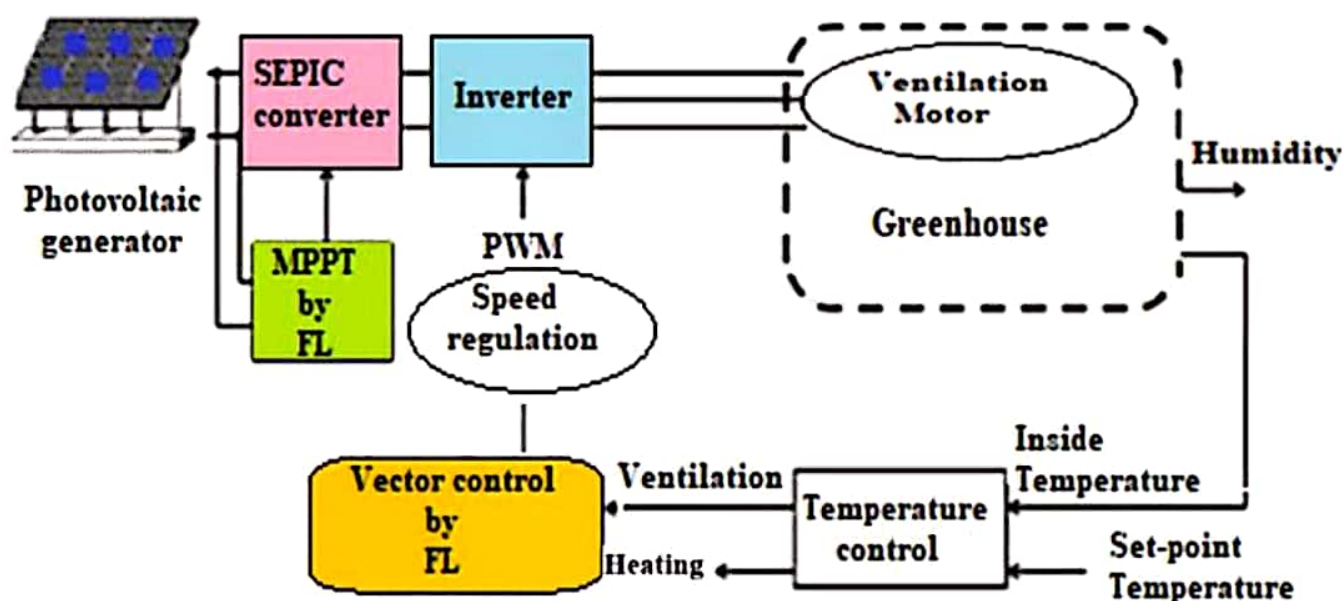 SEPIC
converter
Inverter
Ventilation
Motor
Humidity
Photovoltaic
generator
Greenhouse
MPPT
by
FL
PWM
Speed
regulation
Inside
Temperature
Vector control
by
FL
Ventilation
Heating
Temperature
control
Set-point
Temperature